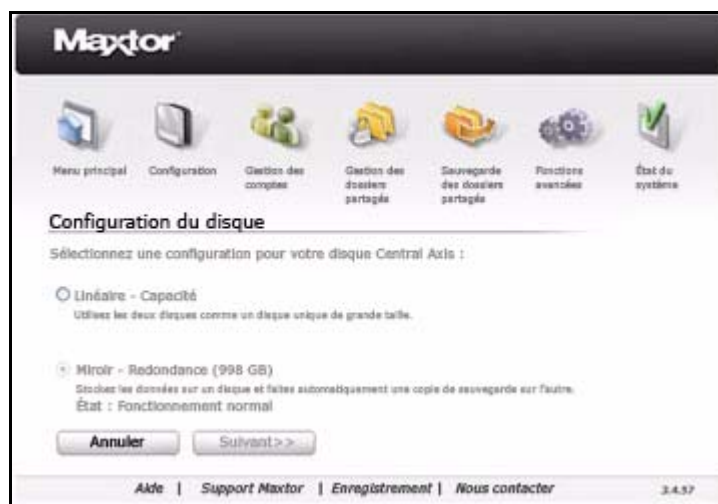 Maxtor
Menu principal
Configuration
Gestion des comptes
Gestion des dossiers partagés
Sauvegarde des dossiers partagés
Fonctions avancées
État du système
Configuration du disque
Sélectionnez une configuration pour votre disque Central Axis :
Linéaire - Capacité
Utilisez les deux disques comme un disque unique de grande taille.
Miroir - Redondance (998 GB)
Stockez les données sur un disque et faites automatiquement une copie de sauvegarde sur l'autre.
État : Fonctionnement normal
Annuler
Suivant>>
Aide | Support Maxtor | Enregistrement | Nous contacter
3.4.57